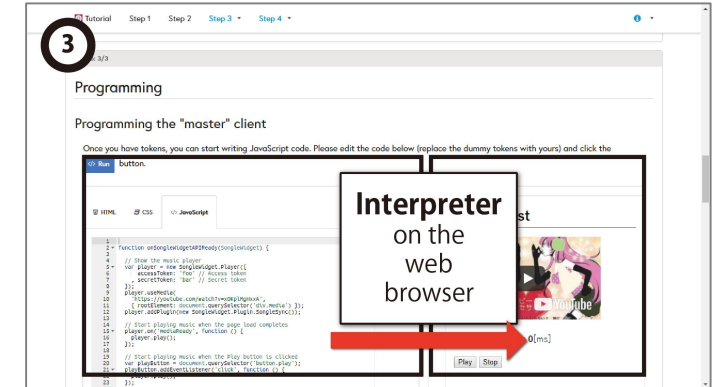 Tutorial Step 1 Step 2 Step 3 Step 4
3
3/3
Programming
Programming the "master" client
Once you have tokens, you can start writing JavaScript code. Please edit the code below (replace the dummy tokens with yours) and click the
</> Run button.
HTML CSS </> JavaScript
1
2 function onSongleWidgetAPIReady(SongleWidget) {
3
4 // Show the music player
5 var player = new SongleWidget.Player({
6 accessToken: 'foo' // Access token
7 , secretToken: 'bar' // Secret token
8 });
9 player.useMedia(
10
11 { rootElement: document.querySelector('div.media') });
12 player.addPlugin(new SongleWidget.Plugin.SongleSync());
13
14 // Start playing music when the page load completes
15 player.on('mediaReady', function () {
16 player.play();
17 });
18
19 // Start playing music when the Play button is clicked
20 var playButton = document.querySelector('button.play');
21 playButton.addEventListener('click', function () {
22
23 });
Interpreter
on the
web
browser
st
YouTube
0[ms]
Play Stop